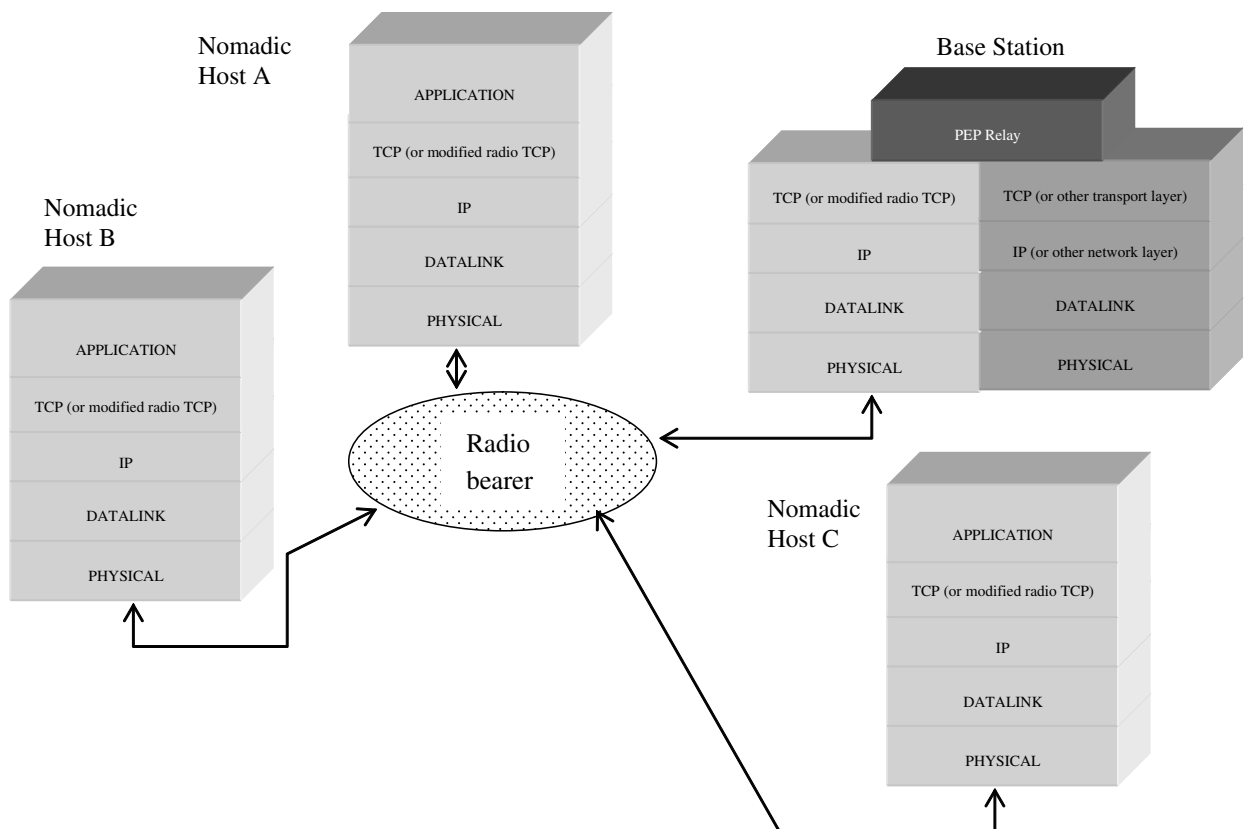 Nomadic
Host A
APPLICATION
TCP (or modified radio TCP)
IP
DATALINK
PHYSICAL
Base Station
PEP Relay
TCP (or modified radio TCP)
IP
DATALINK
PHYSICAL
TCP (or other transport layer)
IP (or other network layer)
DATALINK
PHYSICAL
Nomadic
Host B
APPLICATION
TCP (or modified radio TCP)
IP
DATALINK
PHYSICAL
Radio
bearer
Nomadic
Host C
APPLICATION
TCP (or modified radio TCP)
IP
DATALINK
PHYSICAL